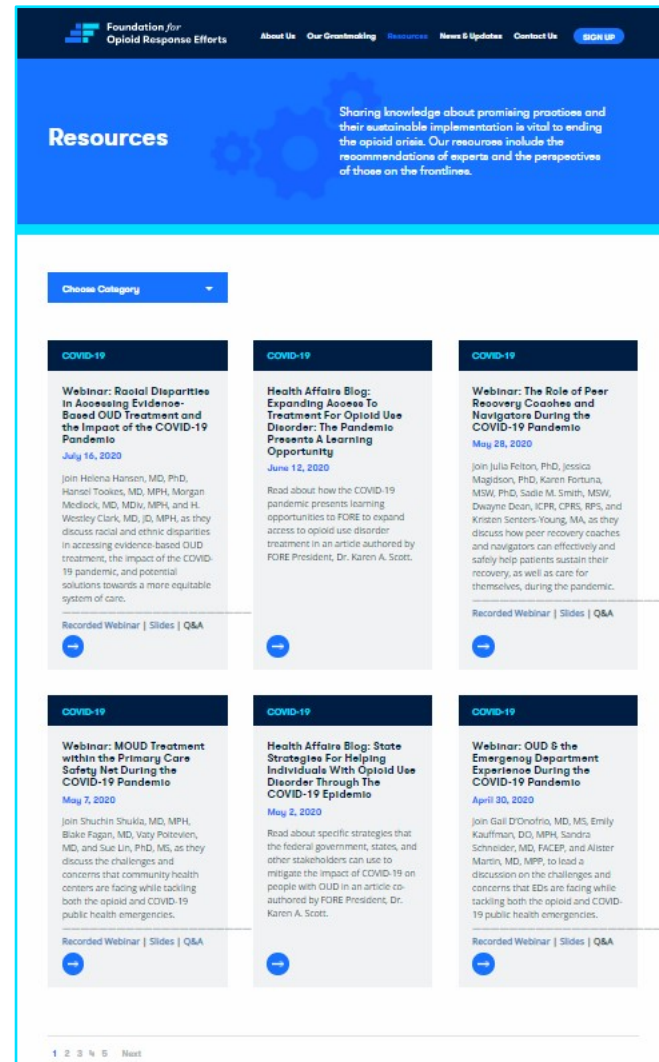 Foundation for
Opioid Response Efforts
About Us Our Grantmaking Resources News & Updates Contact Us SIGN UP
Resources
Sharing knowledge about promising practices and
their sustainable implementation is vital to ending
the opioid crisis. Our resources include the
recommendations of experts and the perspectives
of those on the frontlines.
Choose Category
COVID-19
Webinar: Racial Disparities
in Accessing Evidence-
Based OUD Treatment and
the Impact of the COVID-19
Pandemic
July 16, 2020
Join Helena Hansen, MD, PhD,
Hansel Tookes, MD, MPH, Morgan
Medlock, MD, MDiv, MPH, and H.
Westley Clark, MD, JD, MPH, as they
discuss racial and ethnic disparities
in accessing evidence-based OUD
treatment, the impact of the COVID-
19 pandemic, and potential
solutions towards a more equitable
system of care.
Recorded Webinar | Slides | Q&A
COVID-19
Health Affairs Blog:
Expanding Access To
Treatment For Opioid Use
Disorder: The Pandemic
Presents A Learning
Opportunity
June 12, 2020
Read about how the COVID-19
pandemic presents learning
opportunities to FORE to expand
access to opioid use disorder
treatment in an article authored by
FORE President, Dr. Karen A. Scott.
COVID-19
Webinar: The Role of Peer
Recovery Coaches and
Navigators During the
COVID-19 Pandemic
May 28, 2020
Join Julia Felton, PhD, Jessica
Magidson, PhD, Karen Fortuna,
MSW, PhD, Sadie M. Smith, MSW,
Dwayne Dean, ICPR, CPRS, RPS, and
Kristen Senters-Young, MA, as they
discuss how peer recovery coaches
and navigators can effectively and
safely help patients sustain their
recovery, as well as care for
themselves, during the pandemic.
Recorded Webinar | Slides | Q&A
COVID-19
Webinar: MOUD Treatment
within the Primary Care
Safety Net During the
COVID-19 Pandemic
May 7, 2020
Join Shuchin Shukla, MD, MPH,
Blake Fagan, MD, Vaty Poitevien,
MD, and Sue Lin, PhD, MS, as they
discuss the challenges and
concerns that community health
centers are facing while tackling
both the opioid and COVID-19
public health emergencies.
Recorded Webinar | Slides | Q&A
COVID-19
Health Affairs Blog: State
Strategies For Helping
Individuals With Opioid Use
Disorder Through The
COVID-19 Epidemic
May 2, 2020
Read about specific strategies that
the federal government, states, and
other stakeholders can use to
mitigate the impact of COVID-19 on
people with OUD in an article co-
authored by FORE President, Dr.
Karen A. Scott.
COVID-19
Webinar: OUD & the
Emergency Department
Experience During the
COVID-19 Pandemic
April 30, 2020
Join Gail D'Onofrio, MD, MS, Emily
Kauffman, DO, MPH, Sandra
Schneider, MD, FACEP, and Alister
Martin, MD, MPP, to lead a
discussion on the challenges and
concerns that EDs are facing while
tackling both the opioid and COVID-
19 public health emergencies.
Recorded Webinar | Slides | Q&A
1 2 3 4 5 Next